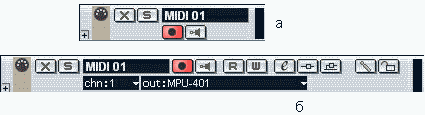 X S MIDI 01
а
X S MIDI 01 R W e
chn:1 out:MPU-401
б